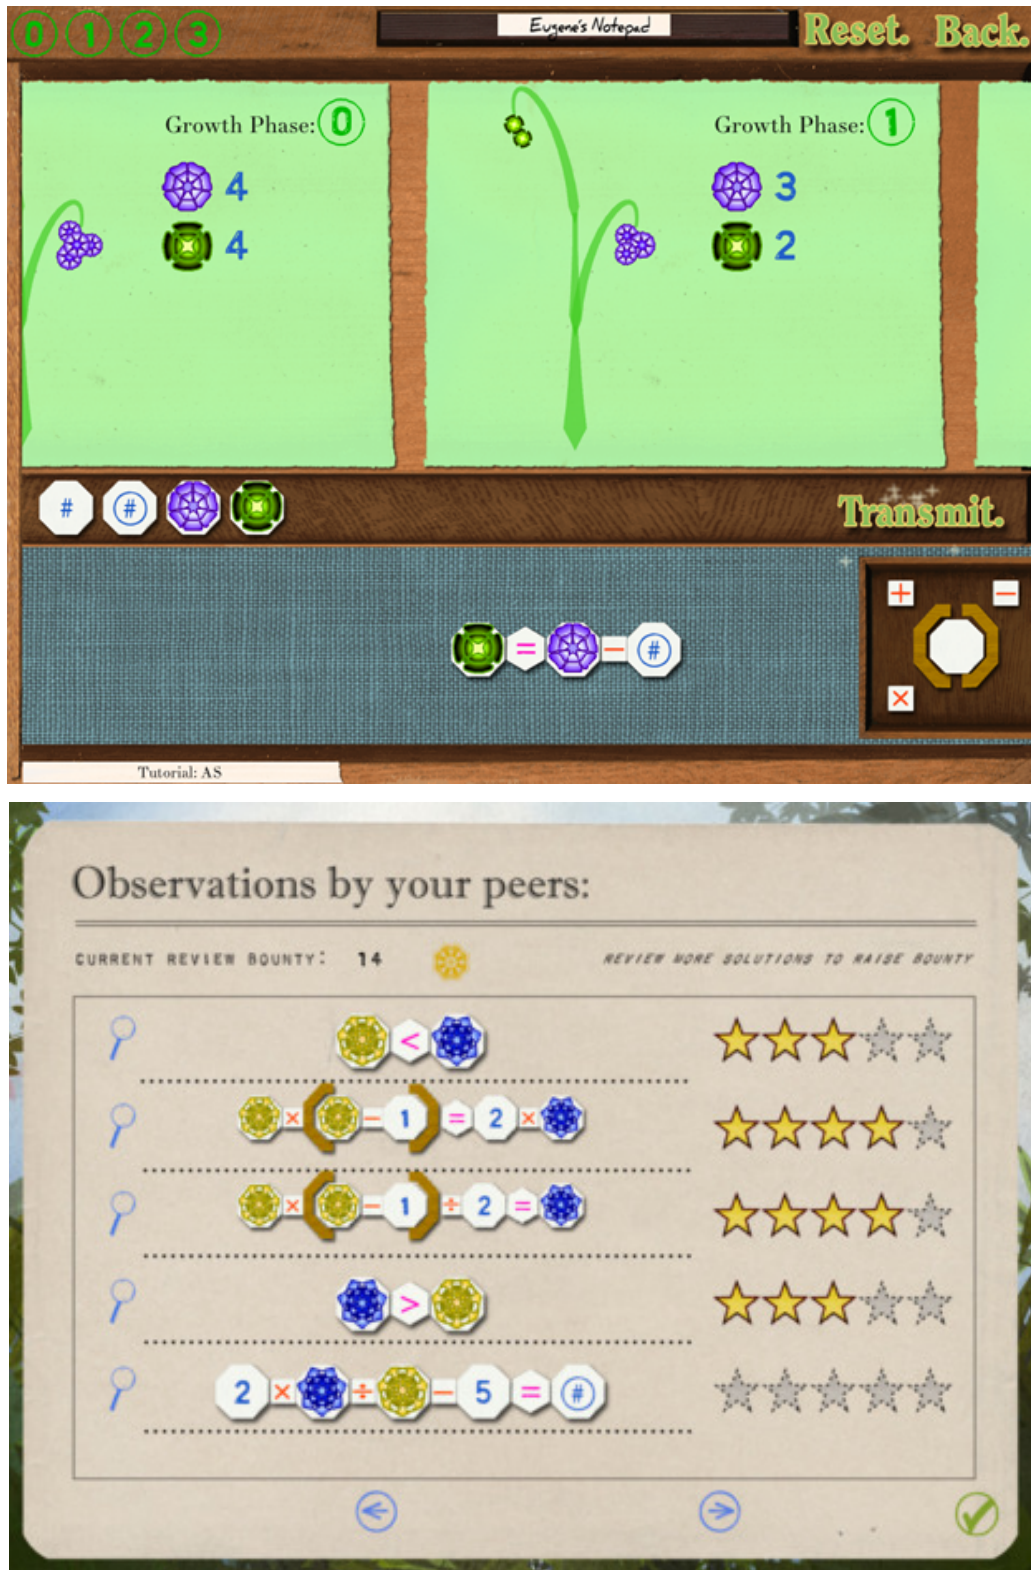 0 1 2 3 Eugene's Notepad Reset. Back.
Growth Phase: 0 Growth Phase: 1
4 3
4 2
# # Transmit.
+ −
= − #
×
Tutorial: AS
Observations by your peers:
CURRENT REVIEW BOUNTY: 14 REVIEW MORE SOLUTIONS TO RAISE BOUNTY
<
× ( − 1 ) = 2 ×
× ( − 1 ) ÷ 2 =
>
2 × ÷ − 5 = #